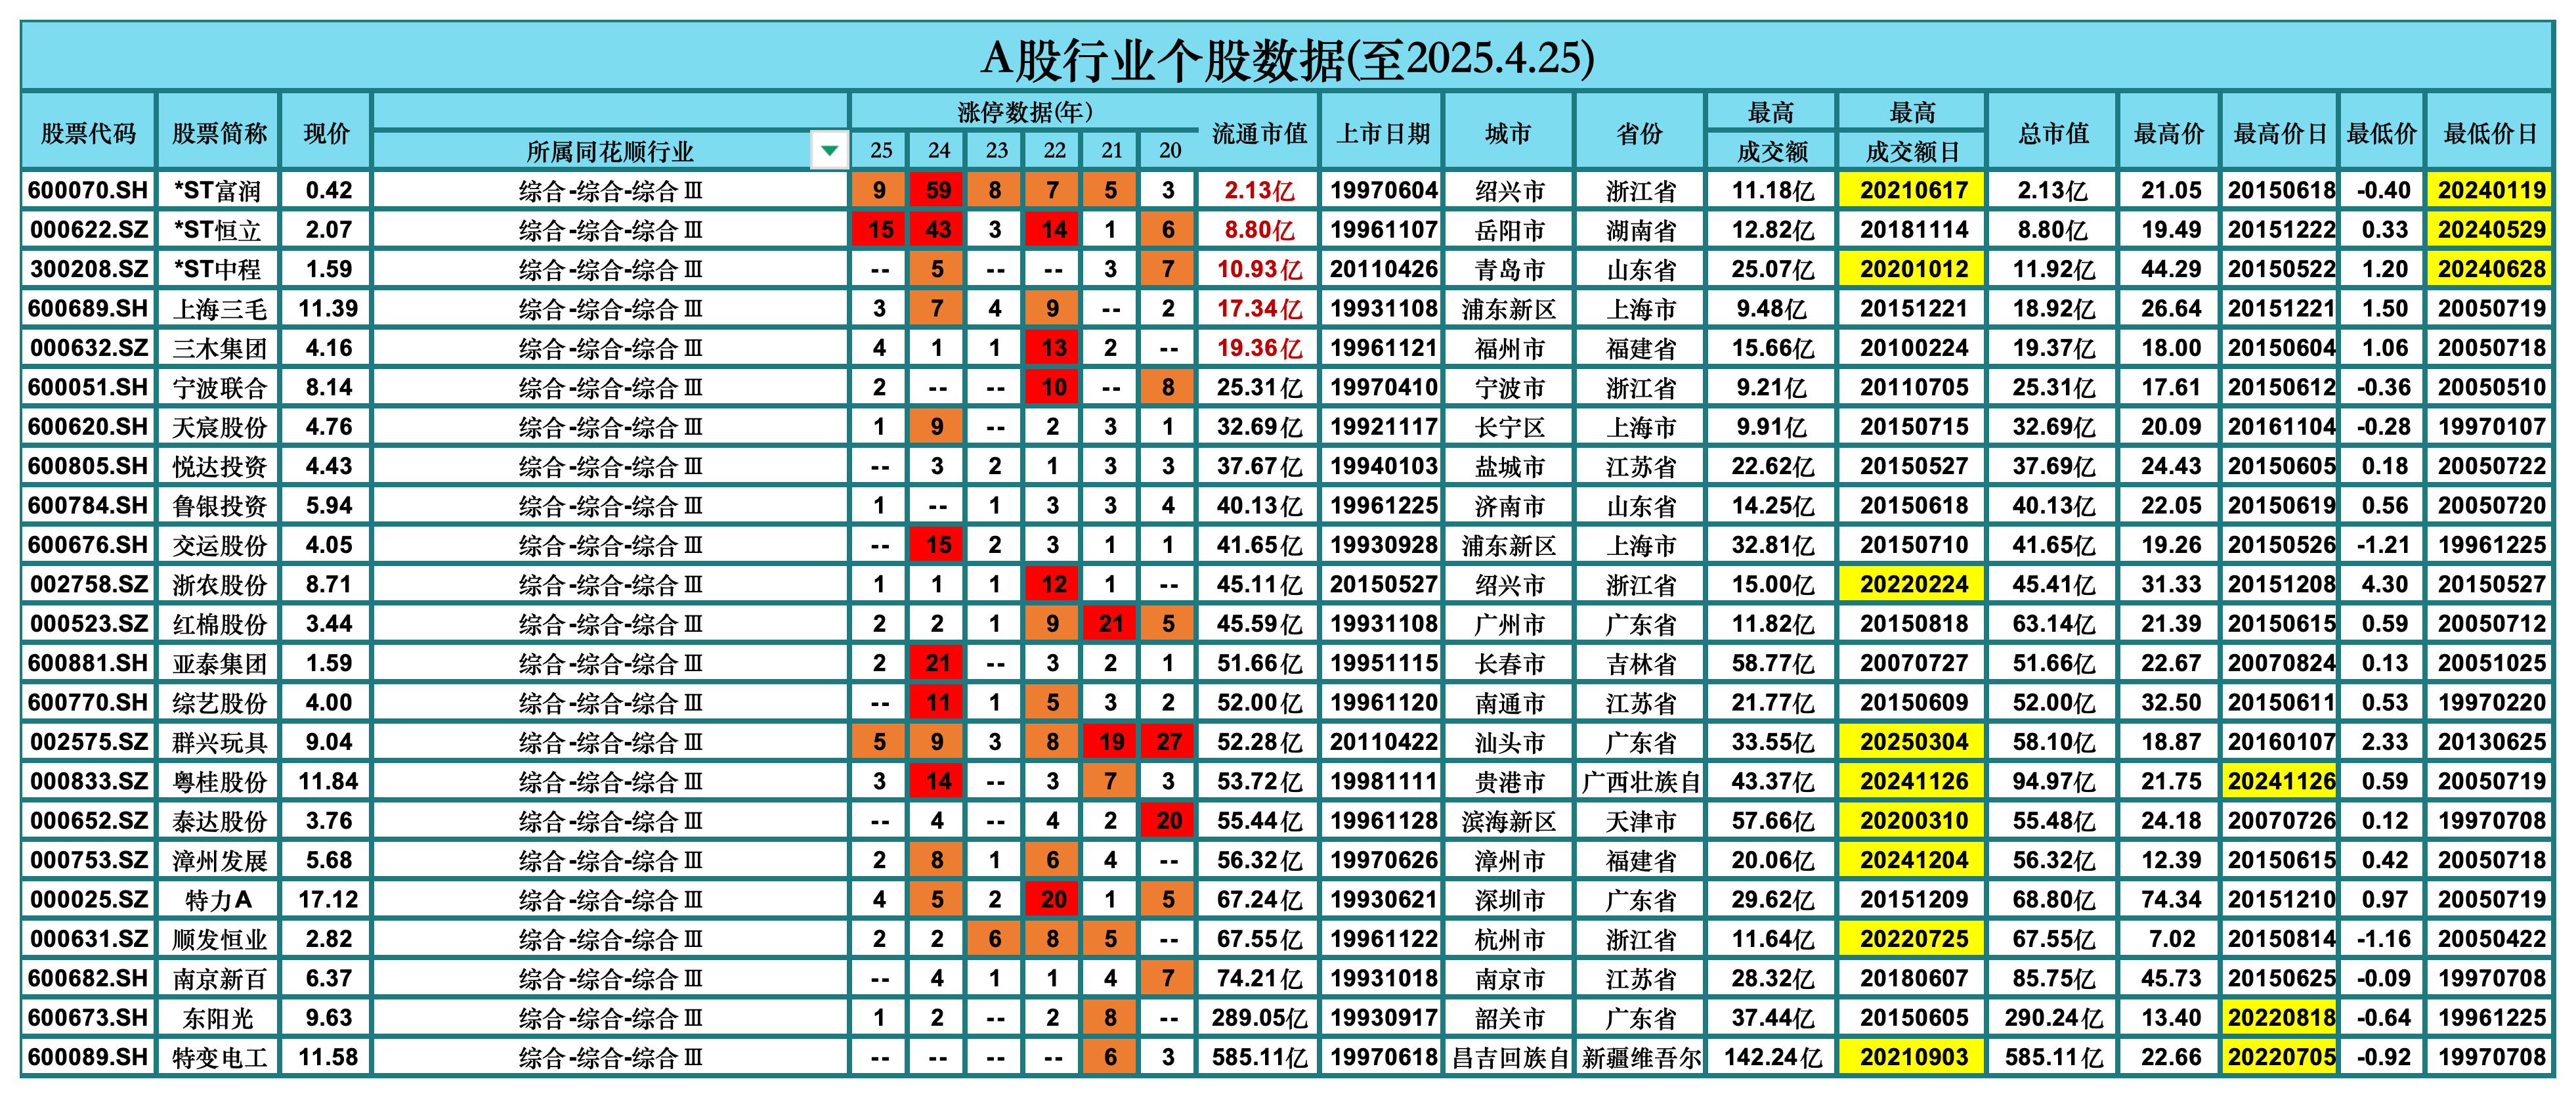 A股行业个股数据(至2025.4.25)
股票代码 股票简称 现价 所属同花顺行业 涨停数据(年) 流通市值 上市日期 城市 省份 最高 最高 总市值 最高价 最高价日 最低价 最低价日
25 24 23 22 21 20 成交额 成交额日
600070.SH *ST富润 0.42 综合-综合-综合Ⅲ 9 59 8 7 5 3 2.13亿 19970604 绍兴市 浙江省 11.18亿 20210617 2.13亿 21.05 20150618 -0.40 20240119
000622.SZ *ST恒立 2.07 综合-综合-综合Ⅲ 15 43 3 14 1 6 8.80亿 19961107 岳阳市 湖南省 12.82亿 20181114 8.80亿 19.49 20151222 0.33 20240529
300208.SZ *ST中程 1.59 综合-综合-综合Ⅲ -- 5 -- -- 3 7 10.93亿 20110426 青岛市 山东省 25.07亿 20201012 11.92亿 44.29 20150522 1.20 20240628
600689.SH 上海三毛 11.39 综合-综合-综合Ⅲ 3 7 4 9 -- 2 17.34亿 19931108 浦东新区 上海市 9.48亿 20151221 18.92亿 26.64 20151221 1.50 20050719
000632.SZ 三木集团 4.16 综合-综合-综合Ⅲ 4 1 1 13 2 -- 19.36亿 19961121 福州市 福建省 15.66亿 20100224 19.37亿 18.00 20150604 1.06 20050718
600051.SH 宁波联合 8.14 综合-综合-综合Ⅲ 2 -- -- 10 -- 8 25.31亿 19970410 宁波市 浙江省 9.21亿 20110705 25.31亿 17.61 20150612 -0.36 20050510
600620.SH 天宸股份 4.76 综合-综合-综合Ⅲ 1 9 -- 2 3 1 32.69亿 19921117 长宁区 上海市 9.91亿 20150715 32.69亿 20.09 20161104 -0.28 19970107
600805.SH 悦达投资 4.43 综合-综合-综合Ⅲ -- 3 2 1 3 3 37.67亿 19940103 盐城市 江苏省 22.62亿 20150527 37.69亿 24.43 20150605 0.18 20050722
600784.SH 鲁银投资 5.94 综合-综合-综合Ⅲ 1 -- 1 3 3 4 40.13亿 19961225 济南市 山东省 14.25亿 20150618 40.13亿 22.05 20150619 0.56 20050720
600676.SH 交运股份 4.05 综合-综合-综合Ⅲ -- 15 2 3 1 1 41.65亿 19930928 浦东新区 上海市 32.81亿 20150710 41.65亿 19.26 20150526 -1.21 19961225
002758.SZ 浙农股份 8.71 综合-综合-综合Ⅲ 1 1 1 12 1 -- 45.11亿 20150527 绍兴市 浙江省 15.00亿 20220224 45.41亿 31.33 20151208 4.30 20150527
000523.SZ 红棉股份 3.44 综合-综合-综合Ⅲ 2 2 1 9 21 5 45.59亿 19931108 广州市 广东省 11.82亿 20150818 63.14亿 21.39 20150615 0.59 20050712
600881.SH 亚泰集团 1.59 综合-综合-综合Ⅲ 2 21 -- 3 2 1 51.66亿 19951115 长春市 吉林省 58.77亿 20070727 51.66亿 22.67 20070824 0.13 20051025
600770.SH 综艺股份 4.00 综合-综合-综合Ⅲ -- 11 1 5 3 2 52.00亿 19961120 南通市 江苏省 21.77亿 20150609 52.00亿 32.50 20150611 0.53 19970220
002575.SZ 群兴玩具 9.04 综合-综合-综合Ⅲ 5 9 3 8 19 27 52.28亿 20110422 汕头市 广东省 33.55亿 20250304 58.10亿 18.87 20160107 2.33 20130625
000833.SZ 粤桂股份 11.84 综合-综合-综合Ⅲ 3 14 -- 3 7 3 53.72亿 19981111 贵港市 广西壮族自 43.37亿 20241126 94.97亿 21.75 20241126 0.59 20050719
000652.SZ 泰达股份 3.76 综合-综合-综合Ⅲ -- 4 -- 4 2 20 55.44亿 19961128 滨海新区 天津市 57.66亿 20200310 55.48亿 24.18 20070726 0.12 19970708
000753.SZ 漳州发展 5.68 综合-综合-综合Ⅲ 2 8 1 6 4 -- 56.32亿 19970626 漳州市 福建省 20.06亿 20241204 56.32亿 12.39 20150615 0.42 20050718
000025.SZ 特力A 17.12 综合-综合-综合Ⅲ 4 5 2 20 1 5 67.24亿 19930621 深圳市 广东省 29.62亿 20151209 68.80亿 74.34 20151210 0.97 20050719
000631.SZ 顺发恒业 2.82 综合-综合-综合Ⅲ 2 2 6 8 5 -- 67.55亿 19961122 杭州市 浙江省 11.64亿 20220725 67.55亿 7.02 20150814 -1.16 20050422
600682.SH 南京新百 6.37 综合-综合-综合Ⅲ -- 4 1 1 4 7 74.21亿 19931018 南京市 江苏省 28.32亿 20180607 85.75亿 45.73 20150625 -0.09 19970708
600673.SH 东阳光 9.63 综合-综合-综合Ⅲ 1 2 -- 2 8 -- 289.05亿 19930917 韶关市 广东省 37.44亿 20150605 290.24亿 13.40 20220818 -0.64 19961225
600089.SH 特变电工 11.58 综合-综合-综合Ⅲ -- -- -- -- 6 3 585.11亿 19970618 昌吉回族自 新疆维吾尔 142.24亿 20210903 585.11亿 22.66 20220705 -0.92 19970708